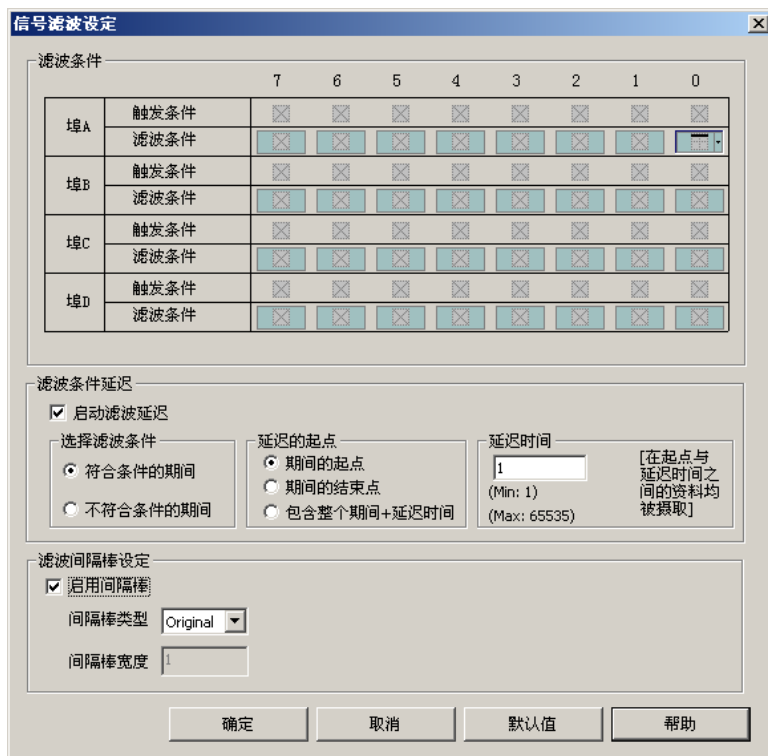 信号滤波设定
滤波条件
7 6 5 4 3 2 1 0
埠A
触发条件
滤波条件
埠B
触发条件
滤波条件
埠C
触发条件
滤波条件
埠D
触发条件
滤波条件
滤波条件延迟
启动滤波延迟
选择滤波条件
符合条件的期间
不符合条件的期间
延迟的起点
期间的起点
期间的结束点
包含整个期间+延迟时间
延迟时间
1
(Min: 1)
(Max: 65535)
[在起点与
延迟时间之
间的资料均
被摄取]
滤波间隔棒设定
启用间隔棒
间隔棒类型 Original
间隔棒宽度 1
确定 取消 默认值 帮助